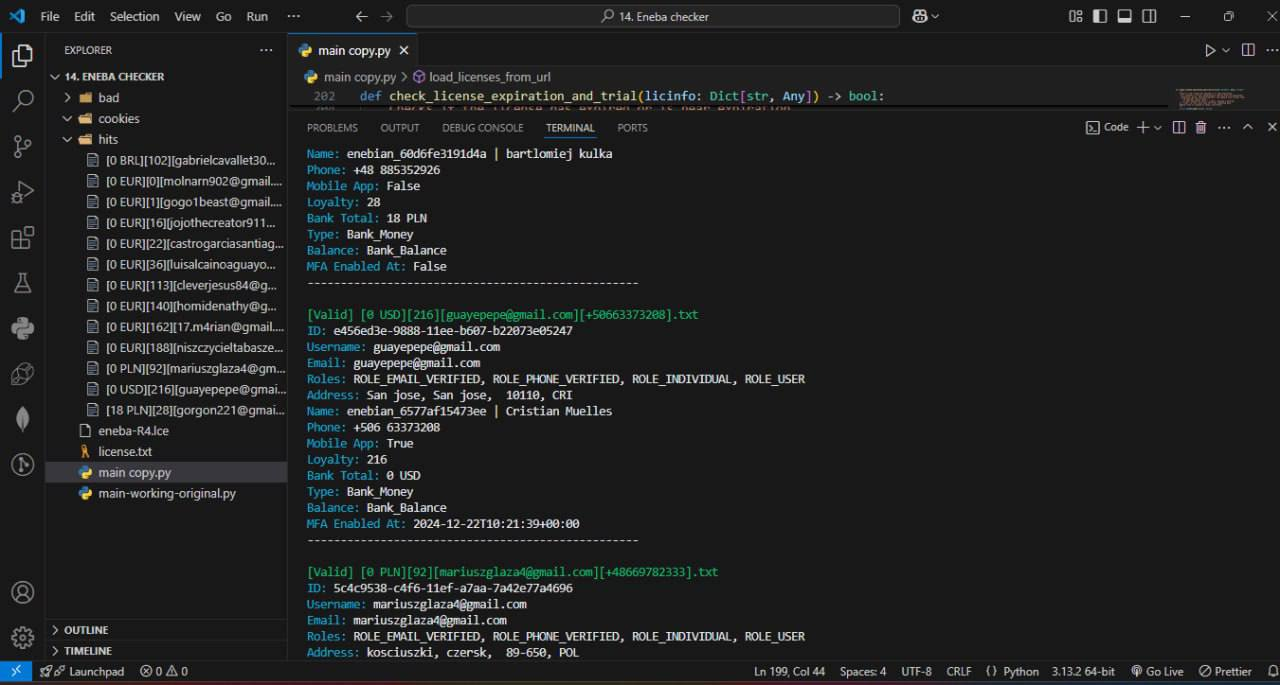 File Edit Selection View Go Run ··· 14. Eneba checker
EXPLORER ···
14. ENEBA CHECKER
bad
cookies
hits
[0 BRL][102][gabrielcavallet30...
[0 EUR][0][molnarn902@gmail....
[0 EUR][1][gogo1beast@gmail....
[0 EUR][16][jojothecreator911...
[0 EUR][22][castrogarciasantiag...
[0 EUR][36][luisalcainoaguayo...
[0 EUR][113][cleverjesus84@g...
[0 EUR][140][homidenathy@g...
[0 EUR][162][17.m4rian@gmail....
[0 EUR][188][niszczycieltabasze...
[0 PLN][92][mariuszglaza4@gm...
[0 USD][216][guayepepe@gmai...
[18 PLN][28][gorgon221@gmai...
eneba-R4.lce
license.txt
main copy.py
main-working-original.py
OUTLINE
TIMELINE
main copy.py
main copy.py > load_licenses_from_url
202 def check_license_expiration_and_trial(licinfo: Dict[str, Any]) -> bool:
PROBLEMS OUTPUT DEBUG CONSOLE TERMINAL PORTS Code
Name: enebian_60d6fe3191d4a | bartlomiej kulka
Phone: +48 885352926
Mobile App: False
Loyalty: 28
Bank Total: 18 PLN
Type: Bank_Money
Balance: Bank_Balance
MFA Enabled At: False
--------------------------------------------------
[Valid] [0 USD][216][guayepepe@gmail.com][+50663373208].txt
ID: e456ed3e-9888-11ee-b607-b22073e05247
Username: guayepepe@gmail.com
Email: guayepepe@gmail.com
Roles: ROLE_EMAIL_VERIFIED, ROLE_PHONE_VERIFIED, ROLE_INDIVIDUAL, ROLE_USER
Address: San jose, San jose,  10110, CRI
Name: enebian_6577af15473ee | Cristian Muelles
Phone: +506 63373208
Mobile App: True
Loyalty: 216
Bank Total: 0 USD
Type: Bank_Money
Balance: Bank_Balance
MFA Enabled At: 2024-12-22T10:21:39+00:00
--------------------------------------------------
[Valid] [0 PLN][92][mariuszglaza4@gmail.com][+48669782333].txt
ID: 5c4c9538-c4f6-11ef-a7aa-7a42e77a4696
Username: mariuszglaza4@gmail.com
Email: mariuszglaza4@gmail.com
Roles: ROLE_EMAIL_VERIFIED, ROLE_PHONE_VERIFIED, ROLE_INDIVIDUAL, ROLE_USER
Address: kosciuszki, czersk,  89-650, POL
Launchpad 0 0 Ln 199, Col 44 Spaces: 4 UTF-8 CRLF {} Python 3.13.2 64-bit Go Live Prettier